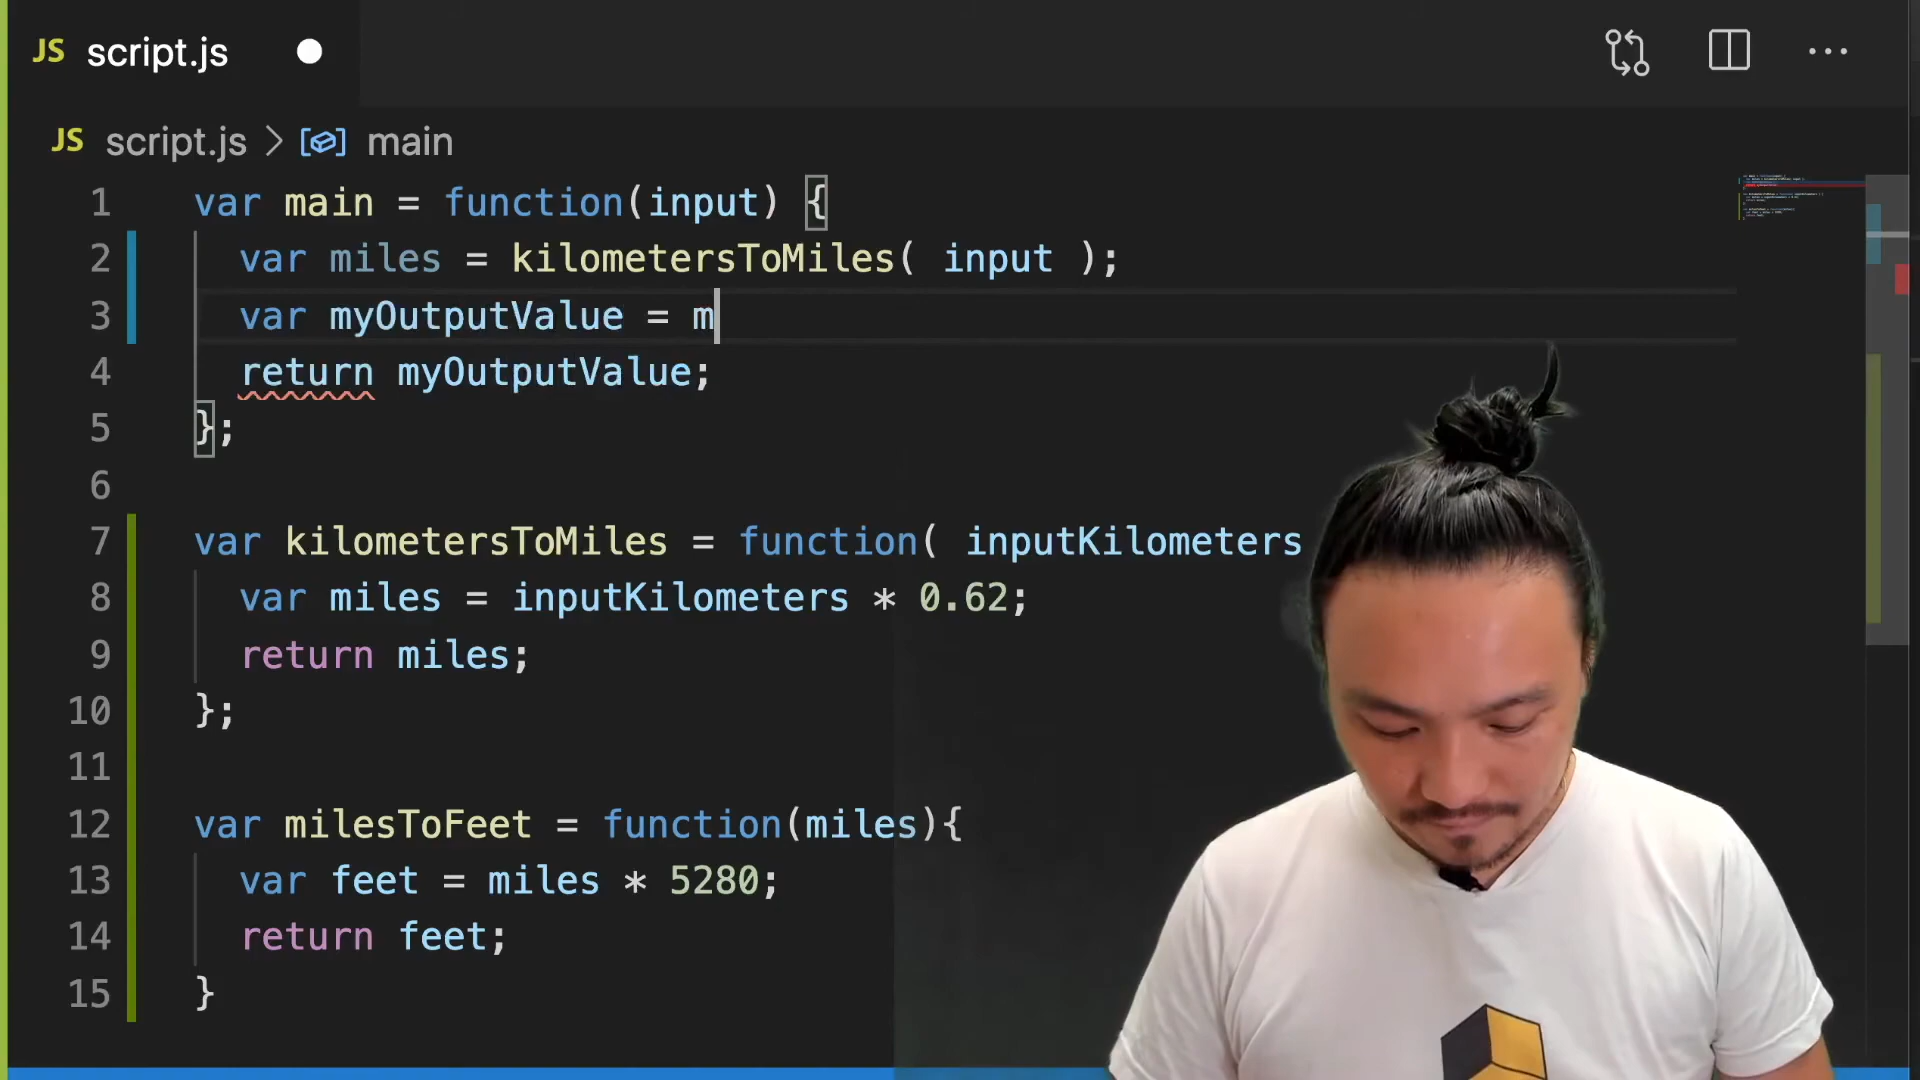 JS script.js
JS script.js > main
1 var main = function(input) {
2 var miles = kilometersToMiles( input );
3 var myOutputValue = m
4 return myOutputValue;
5 };
6
7 var kilometersToMiles = function( inputKilometers
8 var miles = inputKilometers * 0.62;
9 return miles;
10 };
11
12 var milesToFeet = function(miles){
13 var feet = miles * 5280;
14 return feet;
15 }